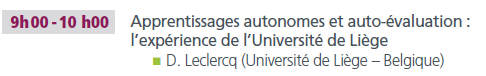 9h00 - 10 h00 Apprentissages autonomes et auto-évaluation :
l'expérience de l'Université de Liège
D. Leclercq (Université de Liège – Belgique)